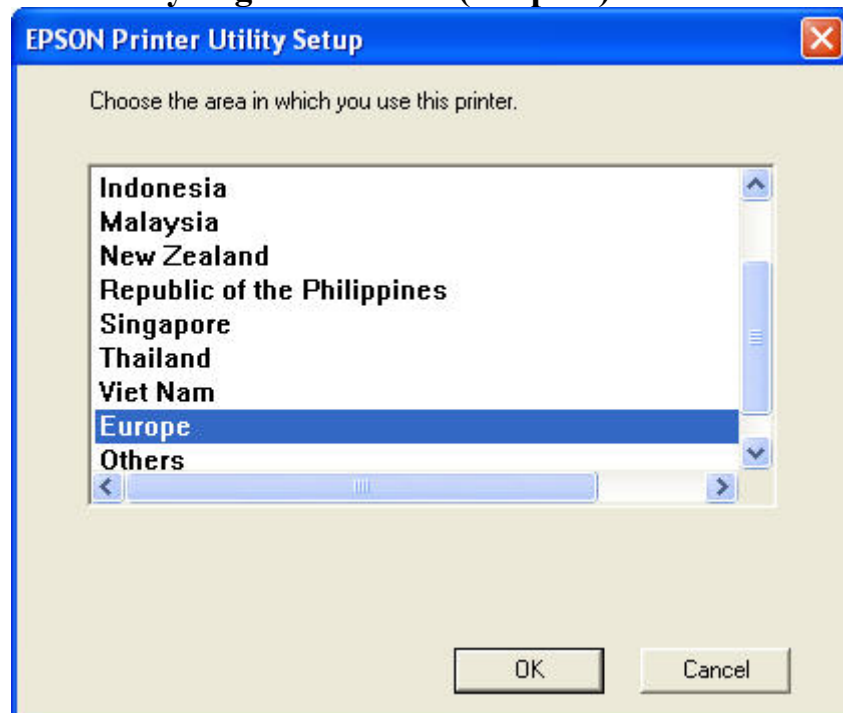 EPSON Printer Utility Setup
Choose the area in which you use this printer.
Indonesia
Malaysia
New Zealand
Republic of the Philippines
Singapore
Thailand
Viet Nam
Europe
Others
OK Cancel